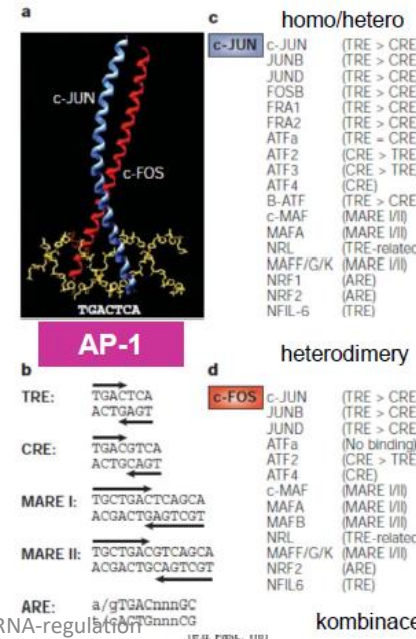 a
c-JUN
c-FOS
TGACTCA
AP-1
b
TRE: TGACTCA
ACTGAGT
CRE: TGACGTCA
ACTGCAGT
MARE I: TGCTGACTCAGCA
ACGACTGAGTCGT
MARE II: TGCTGACGTCAGCA
ACGACTGCAGTCGT
ARE: a/gTGACnnnGC
t/cACTGnnnCG
RNA-regulation
c
homo/hetero
c-JUN
c-JUN (TRE > CRE
JUNB (TRE > CRE
JUND (TRE > CRE
FOSB (TRE > CRE
FRA1 (TRE > CRE
FRA2 (TRE > CRE
ATFa (TRE = CRE
ATF2 (CRE > TRE
ATF3 (CRE > TRE
ATF4 (CRE)
B-ATF (TRE > CRE
c-MAF (MARE I/II)
MAFA (MARE I/II)
NRL (TRE-related
MAFF/G/K (MARE I/II)
NRF1 (ARE)
NRF2 (ARE)
NFIL-6 (TRE)
heterodimery
d
c-FOS
c-JUN (TRE > CRE
JUNB (TRE > CRE
JUND (TRE > CRE
ATFa (No binding)
ATF2 (CRE > TRE
ATF4 (CRE)
c-MAF (MARE I/II)
MAFA (MARE I/II)
MAFB (MARE I/II)
NRL (TRE-related
MAFF/G/K (MARE I/II)
NRF2 (ARE)
NFIL6 (TRE)
kombinace